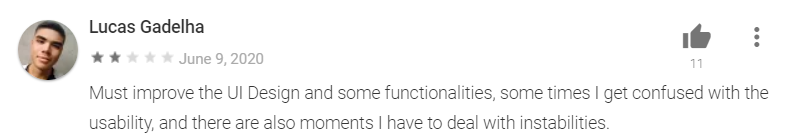 Lucas Gadelha
June 9, 2020
11
Must improve the UI Design and some functionalities, some times I get confused with the
usability, and there are also moments I have to deal with instabilities.